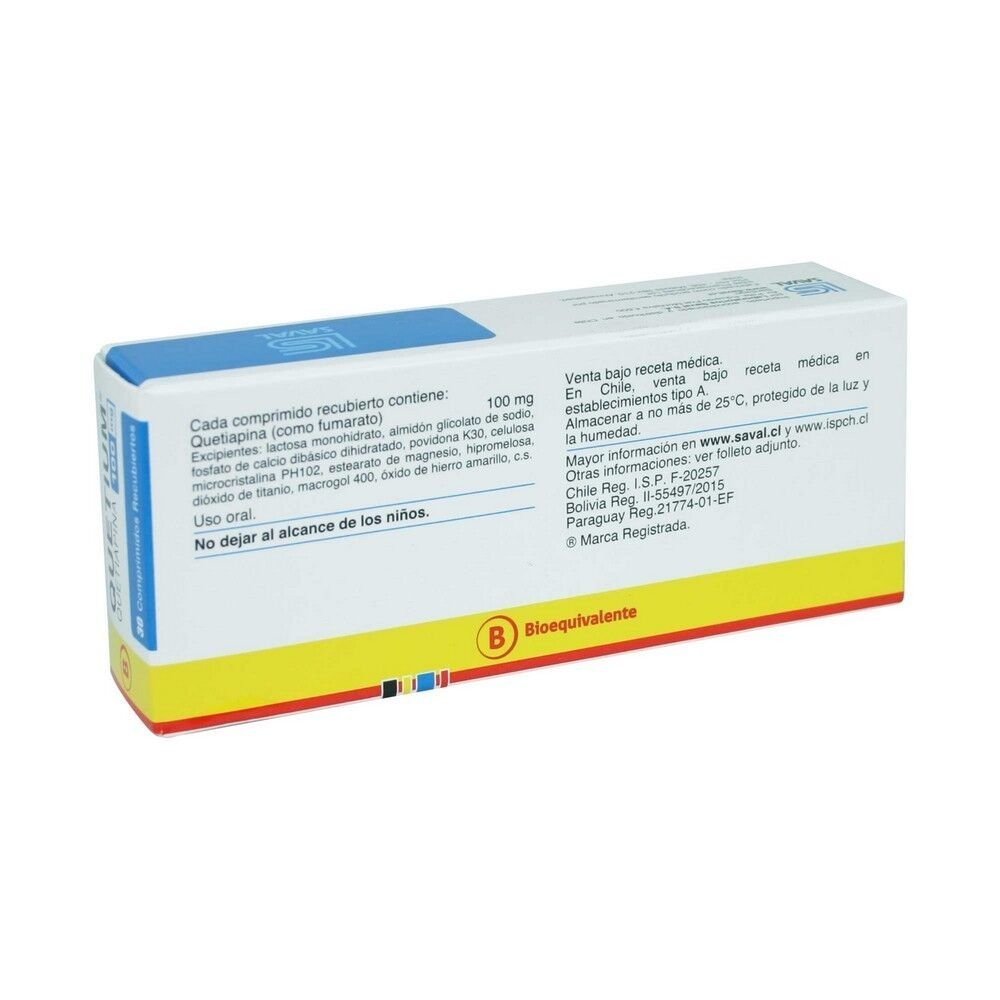 SAVAL
SAVAL
Cada comprimido recubierto contiene:
Quetiapina (como fumarato) 100 mg
Excipientes: lactosa monohidrato, almidón glicolato de sodio,
fosfato de calcio dibásico dihidratado, povidona K30, celulosa
microcristalina PH102, estearato de magnesio, hipromelosa,
dióxido de titanio, macrogol 400, óxido de hierro amarillo, c.s.
Uso oral.
No dejar al alcance de los niños.
Venta bajo receta médica.
En Chile, venta bajo receta médica en
establecimientos tipo A.
Almacenar a no más de 25°C, protegido de la luz y
la humedad.
Mayor información en www.saval.cl y www.ispch.cl
Otras informaciones: ver folleto adjunto.
Chile Reg. I.S.P. F-20257
Bolivia Reg. II-55497/2015
Paraguay Reg.21774-01-EF
® Marca Registrada.
B Bioequivalente
QUETIDIUM
QUETIAPINA 100 mg
30 Comprimidos Recubiertos
B